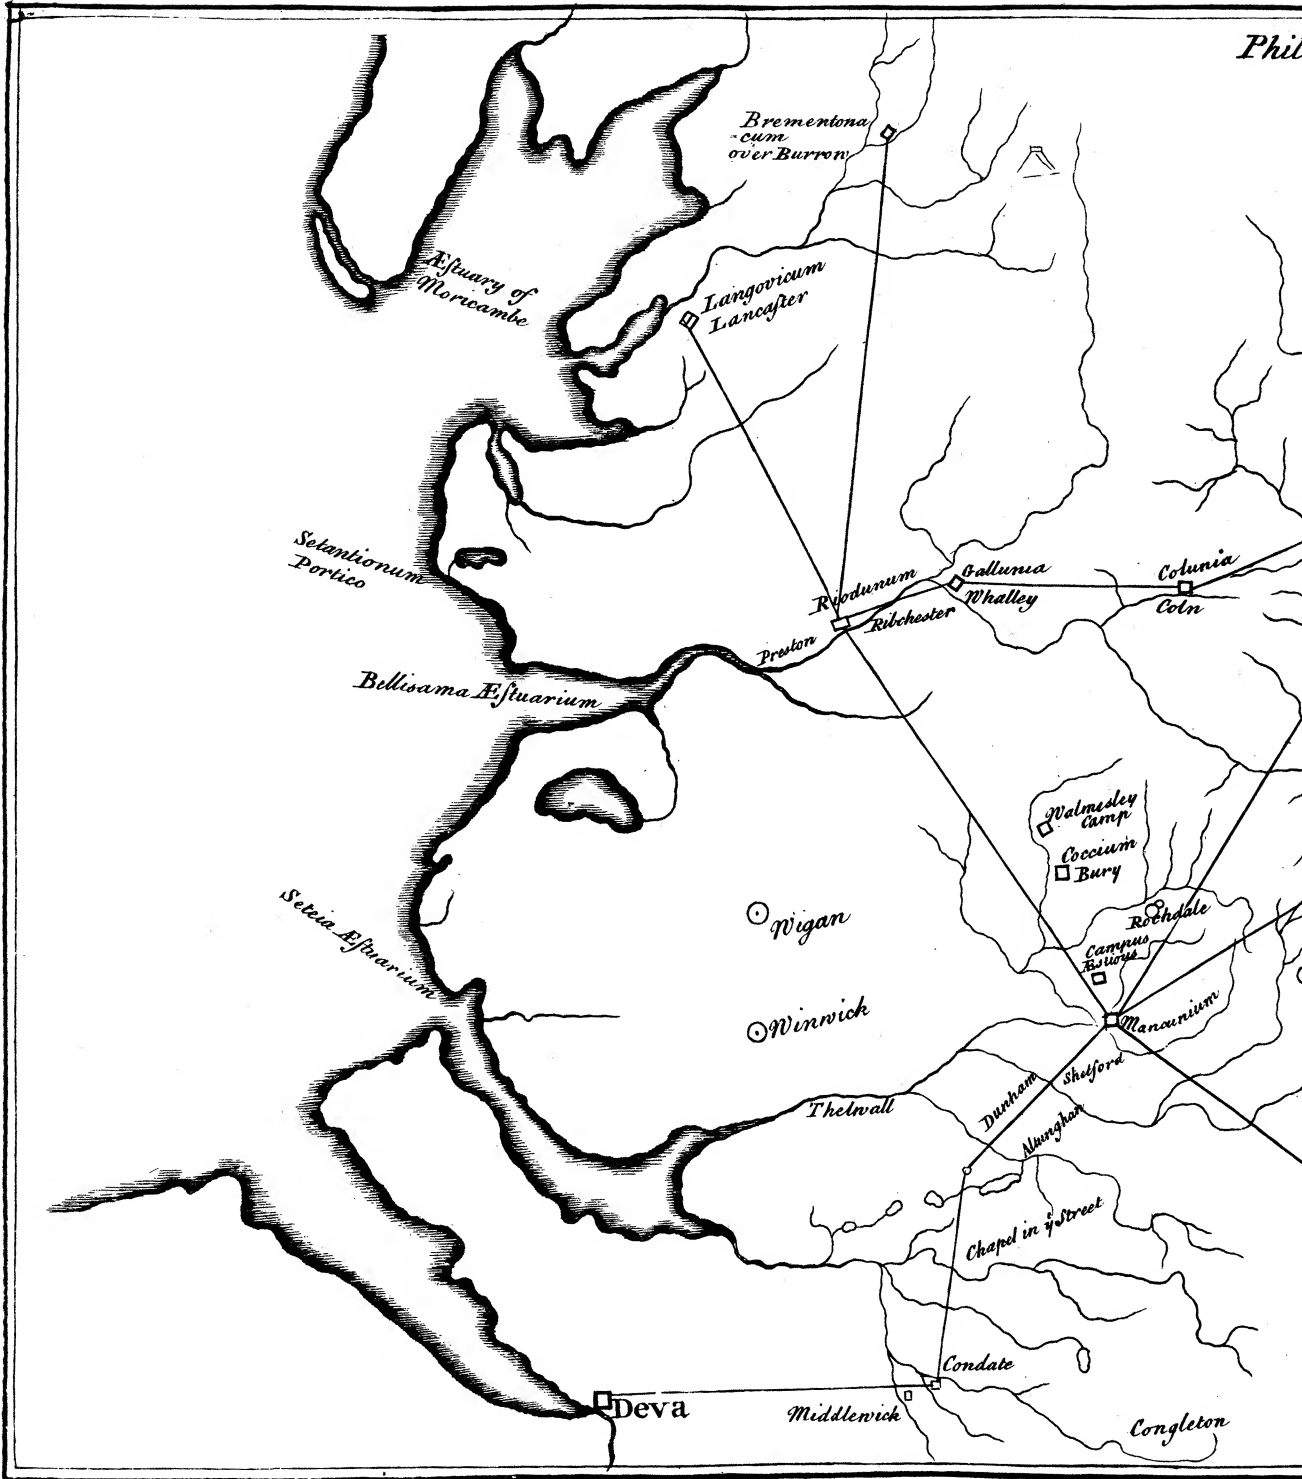 Phil
Brementona
-cum
over Burron
Æſtuary of
Moricambe
Langovicum
Lancaſter
Setantionum
Portico
Riodunum
Ribchester
Gallunia
Whalley
Colunia
Coln
Preston
Bellisama Æſtuarium
Walmesley
Camp
Coccium
Bury
Rochdale
Campus
Seteia Æſtuarium
Wigan
Winwick
Mancunium
Shetford
Dunham
Altringhan
Thelwall
Chapel in ẙ Street
Condate
Deva
Middlewick
Congleton